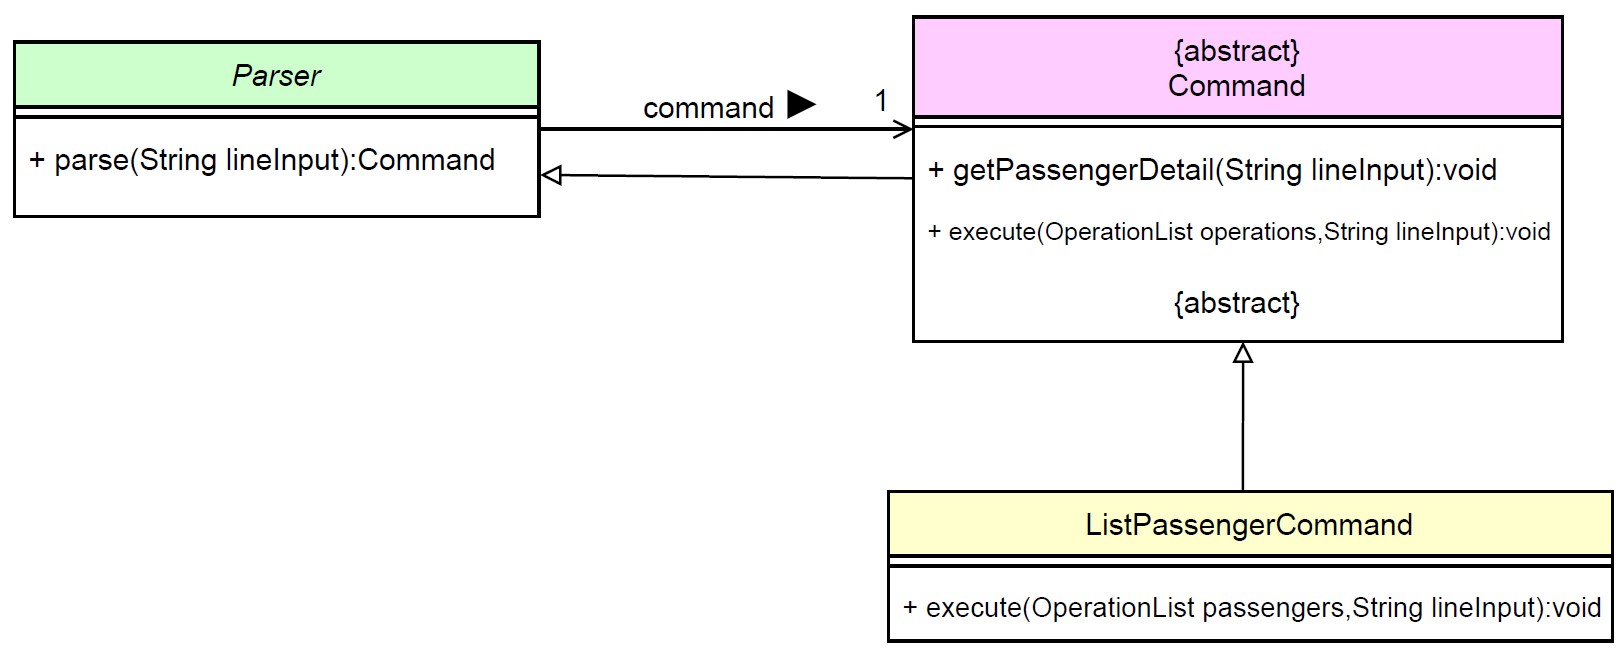 Parser
+ parse(String lineInput):Command
command ▶
1
{abstract}
Command
+ getPassengerDetail(String lineInput):void
+ execute(OperationList operations,String lineInput):void
{abstract}
ListPassengerCommand
+ execute(OperationList passengers,String lineInput):void